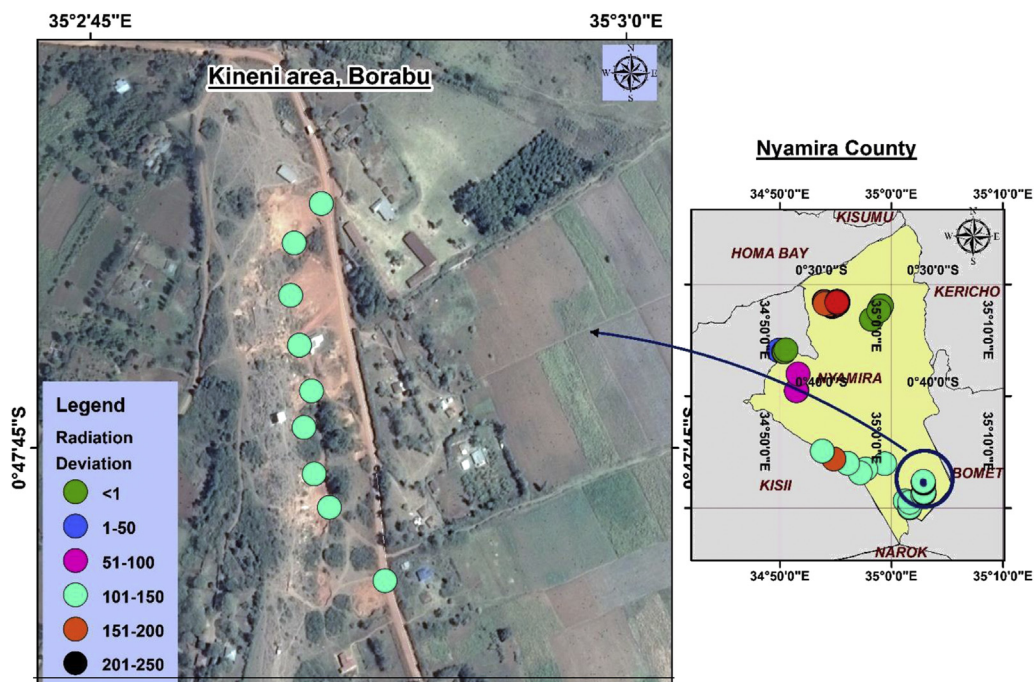 35°2'45"E
35°3'0"E
Kineni area, Borabu
N
W E
S
0°47'45"S
0°47'45"S
Legend
Radiation
Deviation
<1
1-50
51-100
101-150
151-200
201-250
Nyamira County
34°50'0"E
35°0'0"E
35°10'0"E
KISUMU
N
W E
S
HOMA BAY
0°30'0"S
0°30'0"S
KERICHO
34°50'0"E
35°0'0"E
35°10'0"E
NYAMIRA
0°40'0"S
0°40'0"S
34°50'0"E
35°0'0"E
35°10'0"E
KISII
BOMET
NAROK
34°50'0"E
35°0'0"E
35°10'0"E